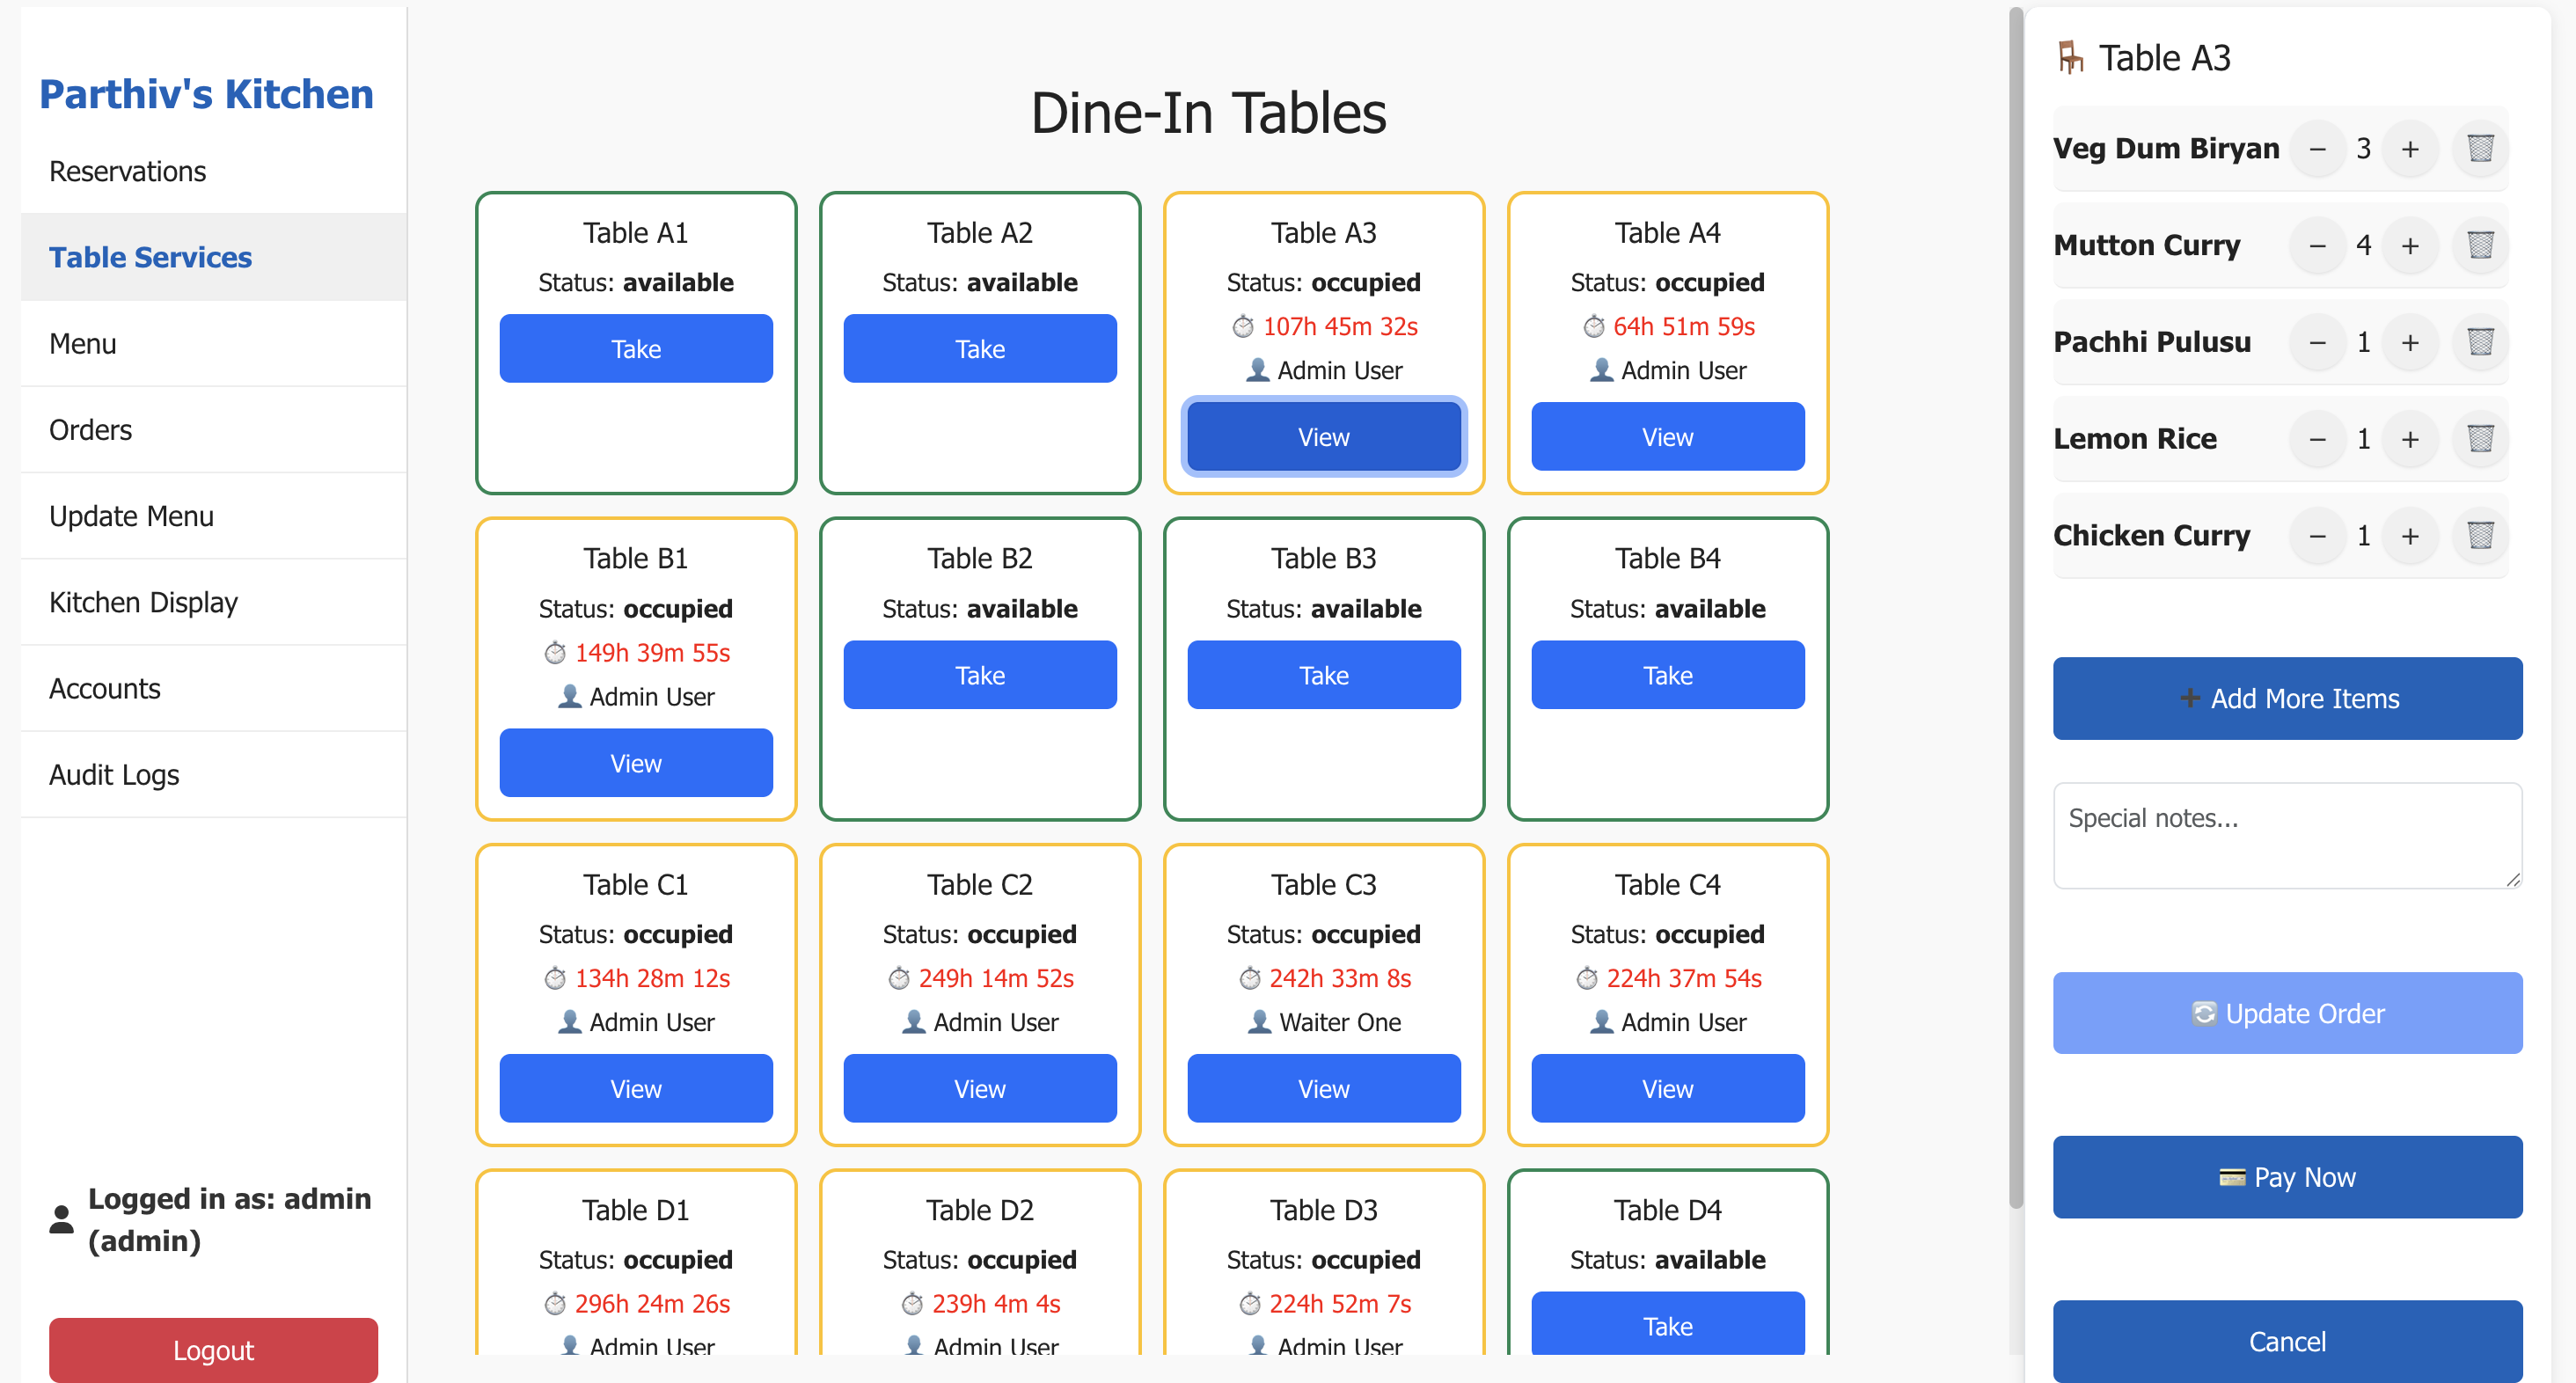 Parthiv's Kitchen
Reservations
Table Services
Menu
Orders
Update Menu
Kitchen Display
Accounts
Audit Logs
Logged in as: admin
(admin)
Logout
Dine-In Tables
Table A1
Status: available
Take
Table A2
Status: available
Take
Table A3
Status: occupied
107h 45m 32s
Admin User
View
Table A4
Status: occupied
64h 51m 59s
Admin User
View
Table B1
Status: occupied
149h 39m 55s
Admin User
View
Table B2
Status: available
Take
Table B3
Status: available
Take
Table B4
Status: available
Take
Table C1
Status: occupied
134h 28m 12s
Admin User
View
Table C2
Status: occupied
249h 14m 52s
Admin User
View
Table C3
Status: occupied
242h 33m 8s
Waiter One
View
Table C4
Status: occupied
224h 37m 54s
Admin User
View
Table D1
Status: occupied
296h 24m 26s
Admin User
Table D2
Status: occupied
239h 4m 4s
Admin User
Table D3
Status: occupied
224h 52m 7s
Admin User
Table D4
Status: available
Take
Table A3
Veg Dum Biryan − 3 +
Mutton Curry − 4 +
Pachhi Pulusu − 1 +
Lemon Rice − 1 +
Chicken Curry − 1 +
Add More Items
Special notes...
Update Order
Pay Now
Cancel